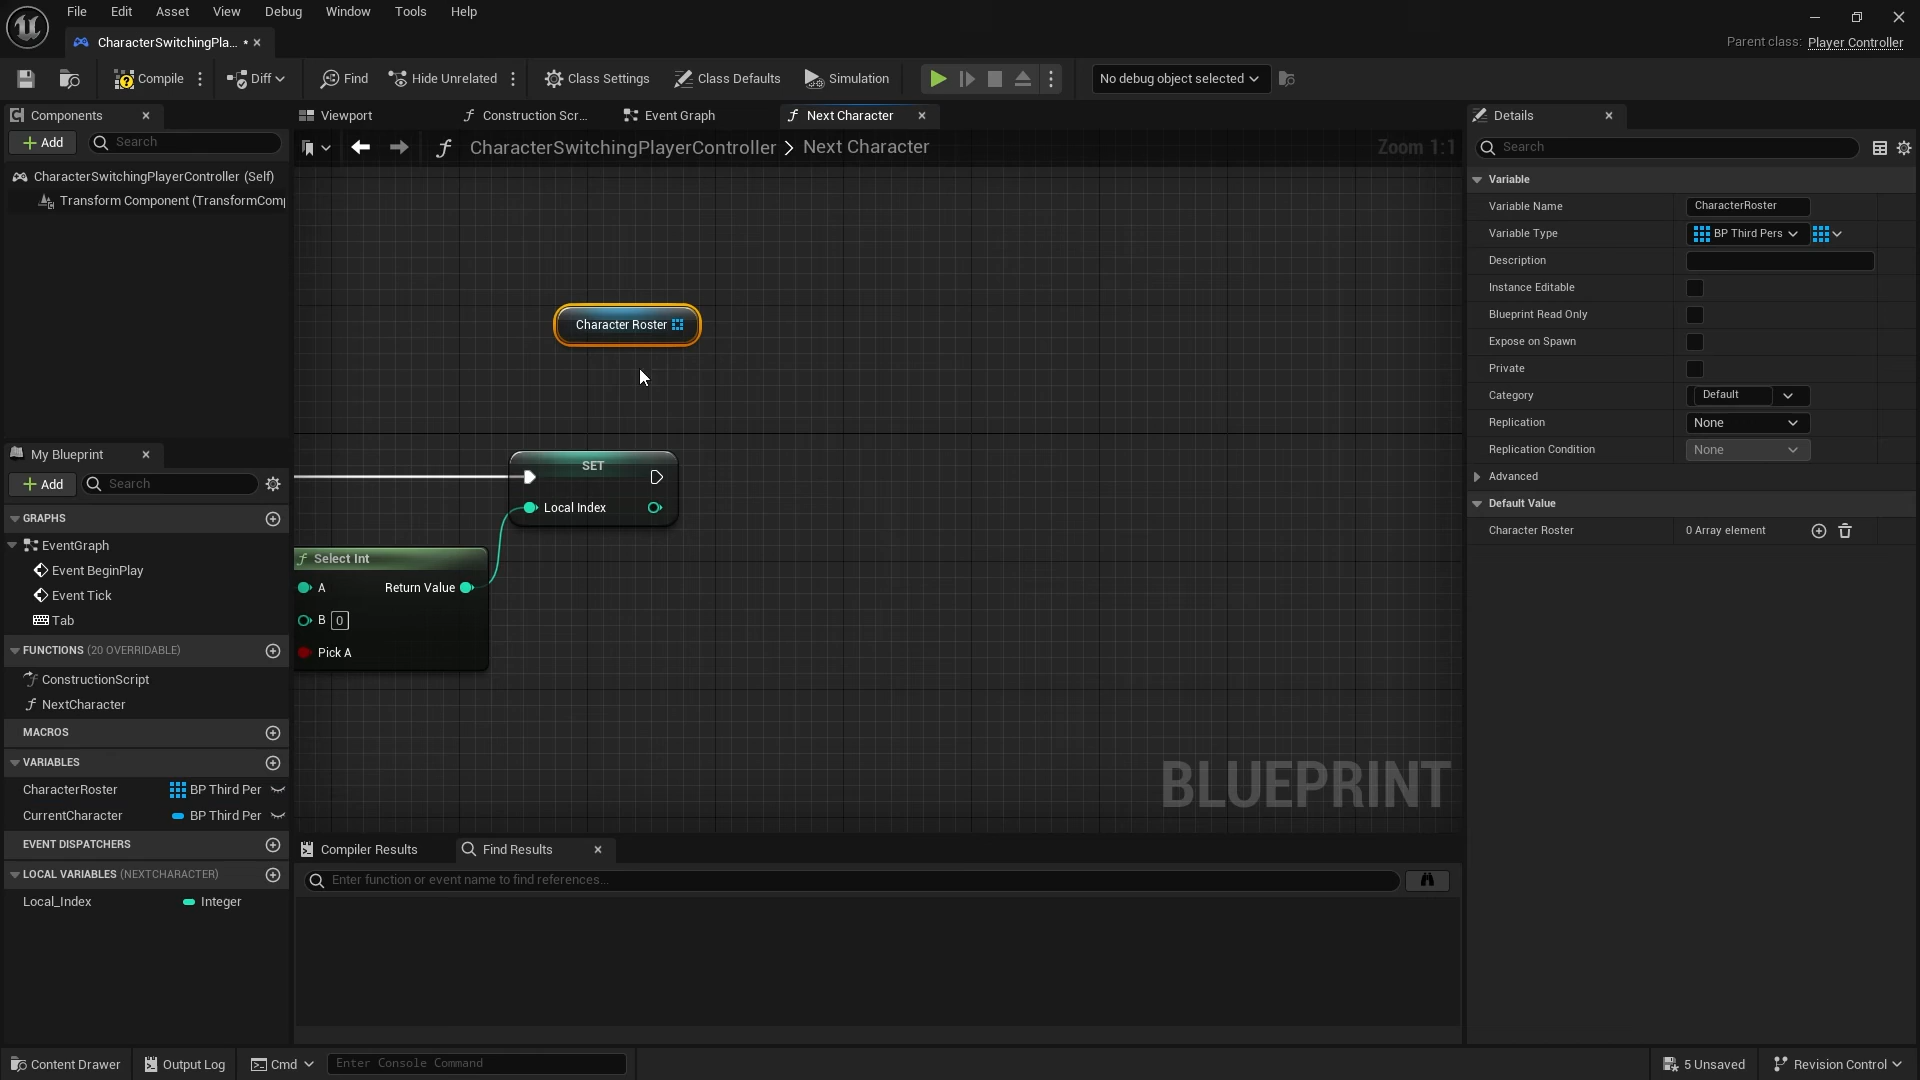 File Edit Asset View Debug Window Tools Help
CharacterSwitchingPla... *
Parent class: Player Controller
Compile Diff Find Hide Unrelated Class Settings Class Defaults Simulation No debug object selected
Components
Add Search
CharacterSwitchingPlayerController (Self)
Transform Component (TransformComp
Viewport Construction Scr... Event Graph Next Character
CharacterSwitchingPlayerController > Next Character
Zoom 1:1
Character Roster
SET
Local Index
Select Int
A Return Value
B 0
Pick A
BLUEPRINT
My Blueprint
Add Search
GRAPHS
EventGraph
Event BeginPlay
Event Tick
Tab
FUNCTIONS (20 OVERRIDABLE)
ConstructionScript
NextCharacter
MACROS
VARIABLES
CharacterRoster BP Third Per
CurrentCharacter BP Third Per
EVENT DISPATCHERS
LOCAL VARIABLES (NEXTCHARACTER)
Local_Index Integer
Compiler Results Find Results
Enter function or event name to find references...
Details
Search
Variable
Variable Name CharacterRoster
Variable Type BP Third Pers
Description
Instance Editable
Blueprint Read Only
Expose on Spawn
Private
Category Default
Replication None
Replication Condition None
Advanced
Default Value
Character Roster 0 Array element
Content Drawer Output Log Cmd Enter Console Command 5 Unsaved Revision Control